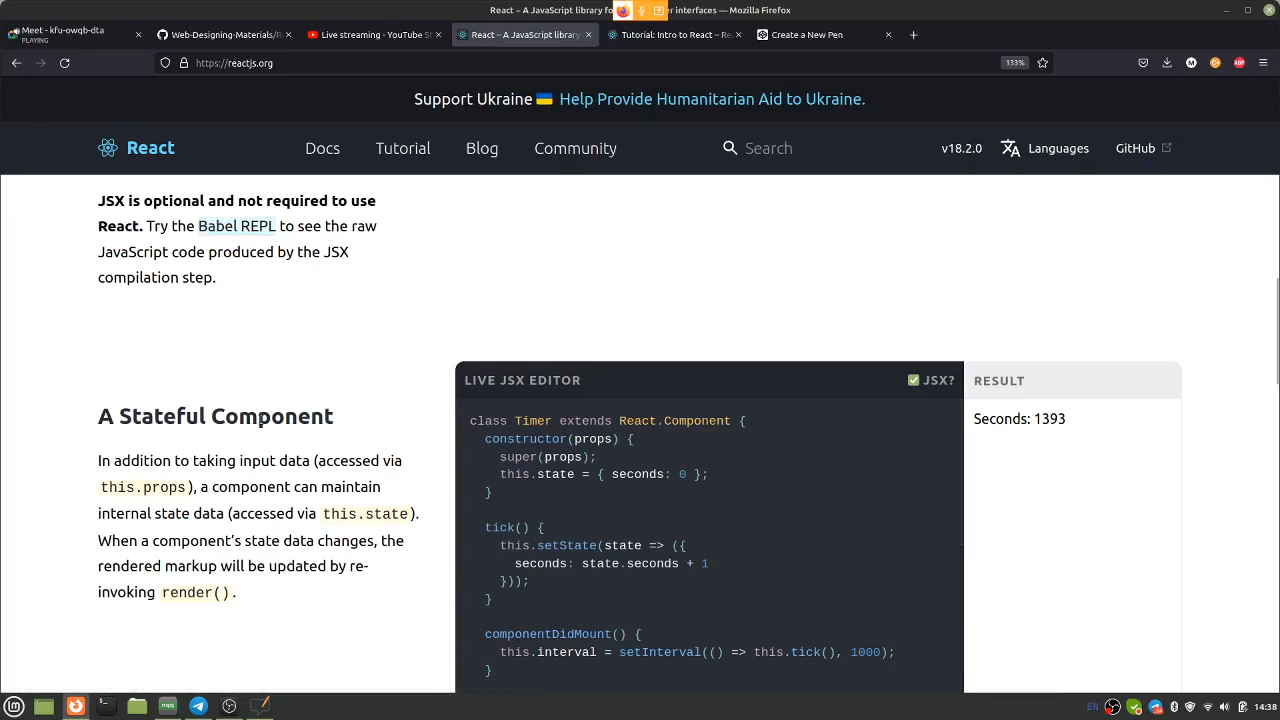 React – A JavaScript library fo er interfaces — Mozilla Firefox
Meet - kfu-owqb-dta
PLAYING
Web-Designing-Materials/R
Live streaming - YouTube St
React – A JavaScript library
Tutorial: Intro to React – Re
Create a New Pen
https://reactjs.org
133%
Support Ukraine Help Provide Humanitarian Aid to Ukraine.
React Docs Tutorial Blog Community Search v18.2.0 Languages GitHub
JSX is optional and not required to use
React. Try the Babel REPL to see the raw
JavaScript code produced by the JSX
compilation step.
A Stateful Component
In addition to taking input data (accessed via
this.props), a component can maintain
internal state data (accessed via this.state).
When a component’s state data changes, the
rendered markup will be updated by re-
invoking render().
LIVE JSX EDITOR
JSX?
class Timer extends React.Component {
constructor(props) {
super(props);
this.state = { seconds: 0 };
}
tick() {
this.setState(state => ({
seconds: state.seconds + 1
}));
}
componentDidMount() {
this.interval = setInterval(() => this.tick(), 1000);
}
RESULT
Seconds: 1393
nqq
EN
14:38